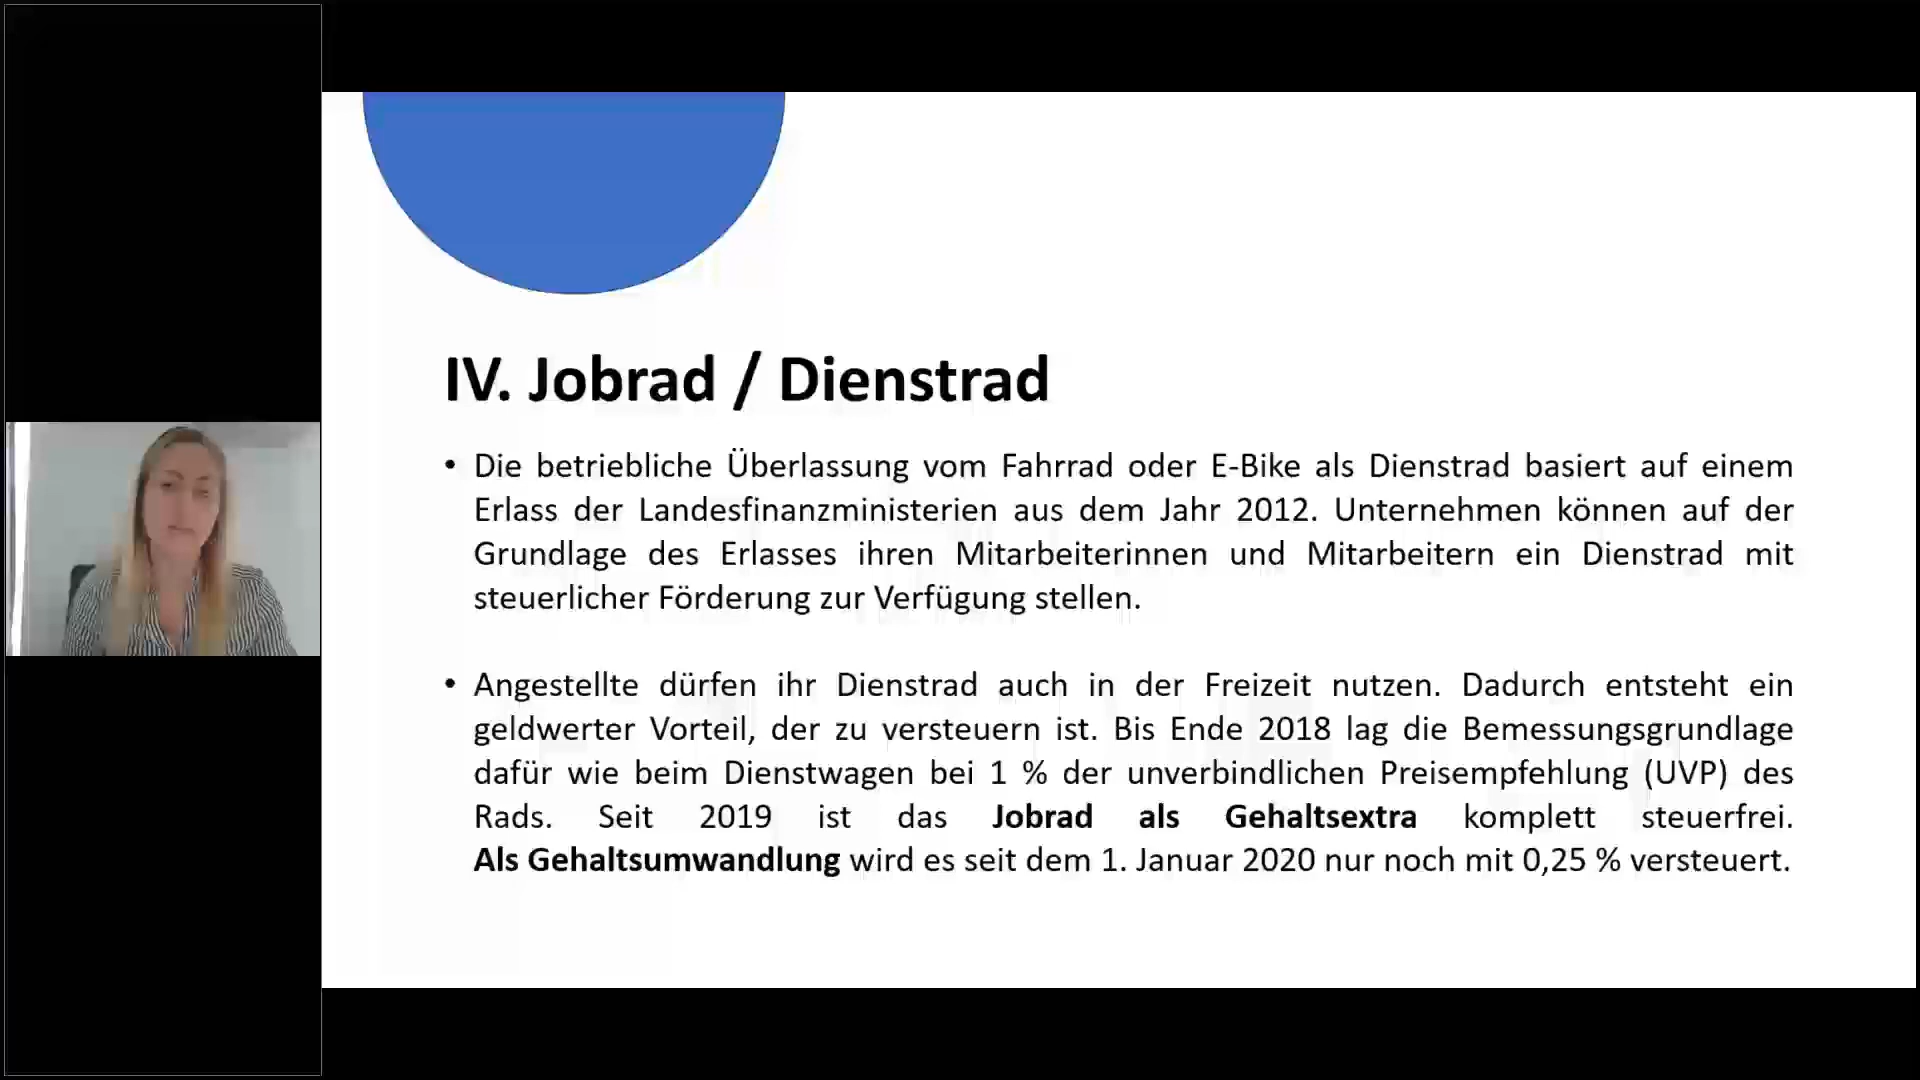 IV. Jobrad / Dienstrad
• Die betriebliche Überlassung vom Fahrrad oder E-Bike als Dienstrad basiert auf einem
Erlass der Landesfinanzministerien aus dem Jahr 2012. Unternehmen können auf der
Grundlage des Erlasses ihren Mitarbeiterinnen und Mitarbeitern ein Dienstrad mit
steuerlicher Förderung zur Verfügung stellen.
• Angestellte dürfen ihr Dienstrad auch in der Freizeit nutzen. Dadurch entsteht ein
geldwerter Vorteil, der zu versteuern ist. Bis Ende 2018 lag die Bemessungsgrundlage
dafür wie beim Dienstwagen bei 1 % der unverbindlichen Preisempfehlung (UVP) des
Rads. Seit 2019 ist das Jobrad als Gehaltsextra komplett steuerfrei.
Als Gehaltsumwandlung wird es seit dem 1. Januar 2020 nur noch mit 0,25 % versteuert.